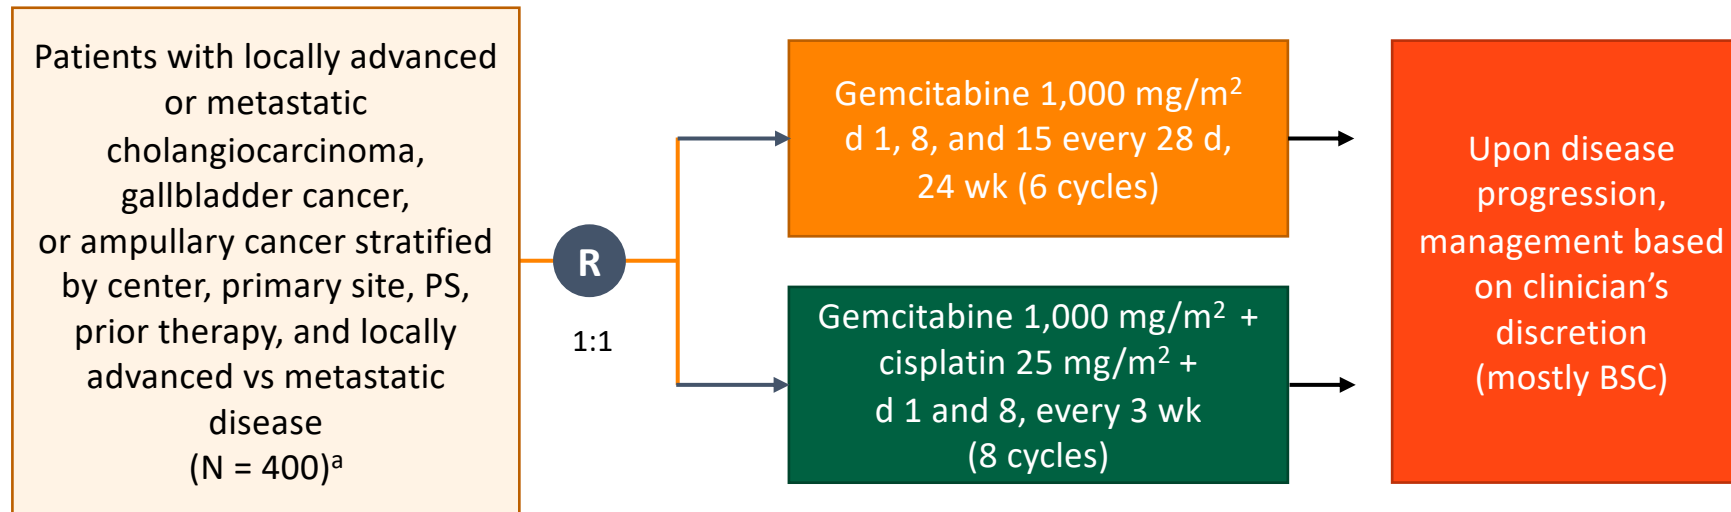 Patients with locally advanced
or metastatic
cholangiocarcinoma,
gallbladder cancer,
or ampullary cancer stratified
by center, primary site, PS,
prior therapy, and locally
advanced vs metastatic
disease
(N = 400)ᵃ
R
1:1
Gemcitabine 1,000 mg/m²
d 1, 8, and 15 every 28 d,
24 wk (6 cycles)
Gemcitabine 1,000 mg/m² +
cisplatin 25 mg/m² +
d 1 and 8, every 3 wk
(8 cycles)
Upon disease
progression,
management based
on clinician’s
discretion
(mostly BSC)